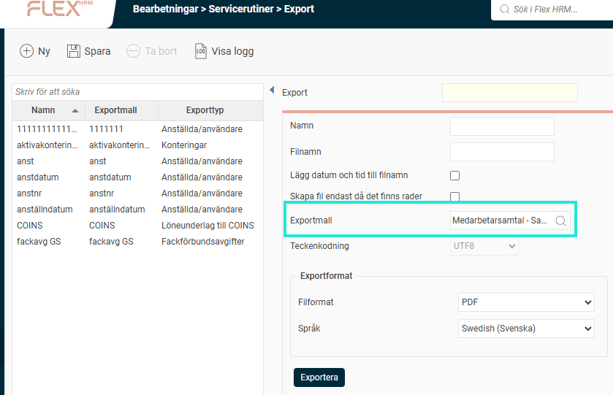 FLEX HRM
Bearbetningar > Servicerutiner > Export
Sök i Flex HRM...
Ny
Spara
Ta bort
LOG
Visa logg
Skriv för att söka
Namn Exportmall Exporttyp
11111111111... 1111111 Anställda/användare
aktivakonterin... aktivakonterin... Konteringar
anst anst Anställda/användare
anstdatum anstdatum Anställda/användare
anstnr anstnr Anställda/användare
anställndatum anställndatum Anställda/användare
COINS COINS Löneunderlag till COINS
fackavg GS fackavg GS Fackförbundsavgifter
Export
Namn
Filnamn
Lägg datum och tid till filnamn
Skapa fil endast då det finns rader
Exportmall Medarbetarsamtal - Sa...
Teckenkodning UTF8
Exportformat
Filformat PDF
Språk Swedish (Svenska)
Exportera